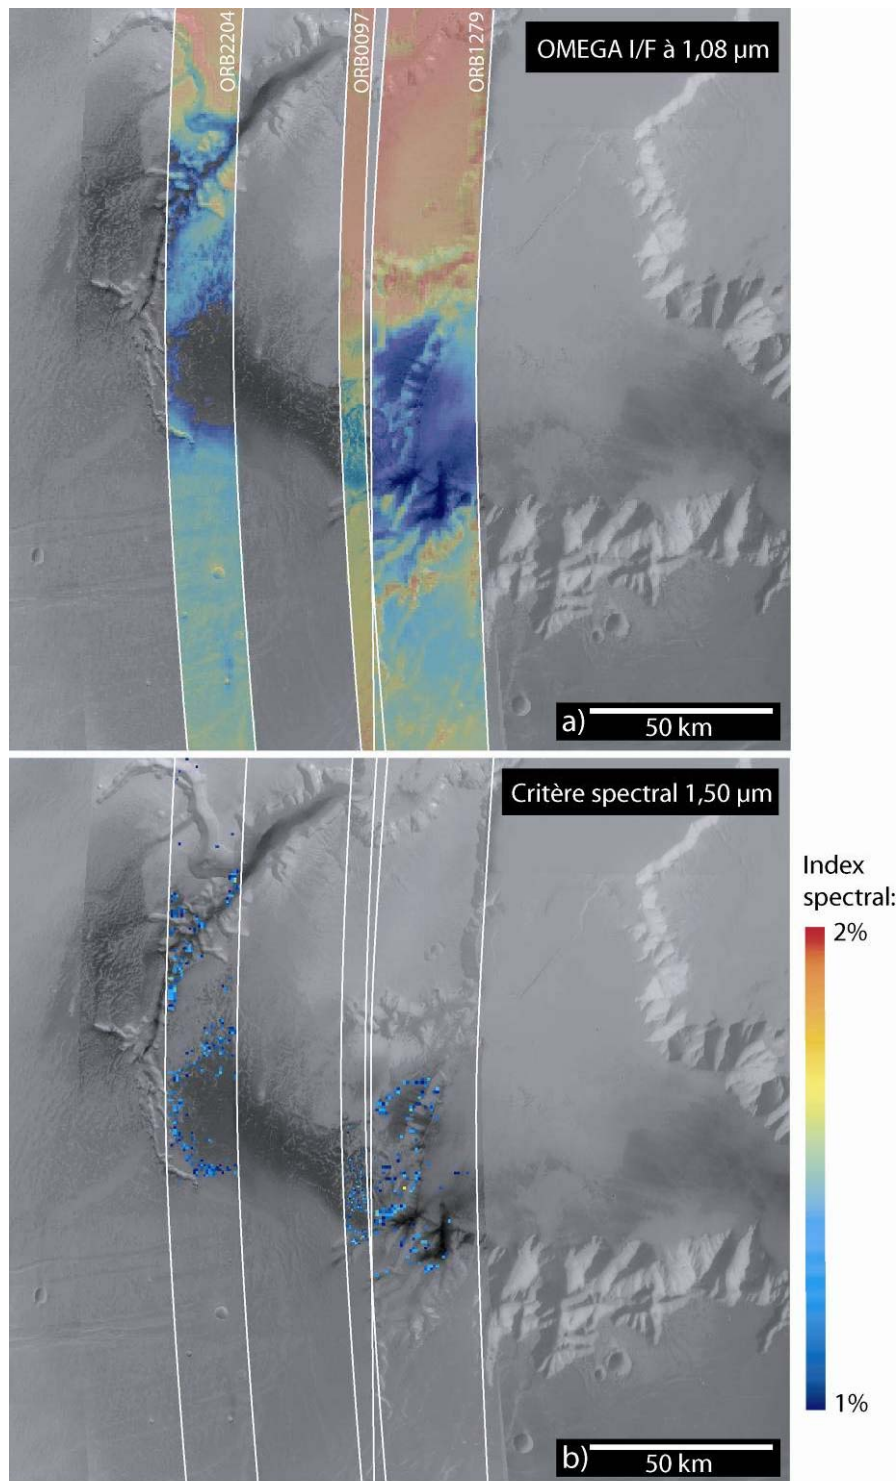 ORB2204
ORB0097
ORB1279
OMEGA I/F à 1,08 µm
a)
50 km
Critère spectral 1,50 µm
Index
spectral:
2%
1%
b)
50 km